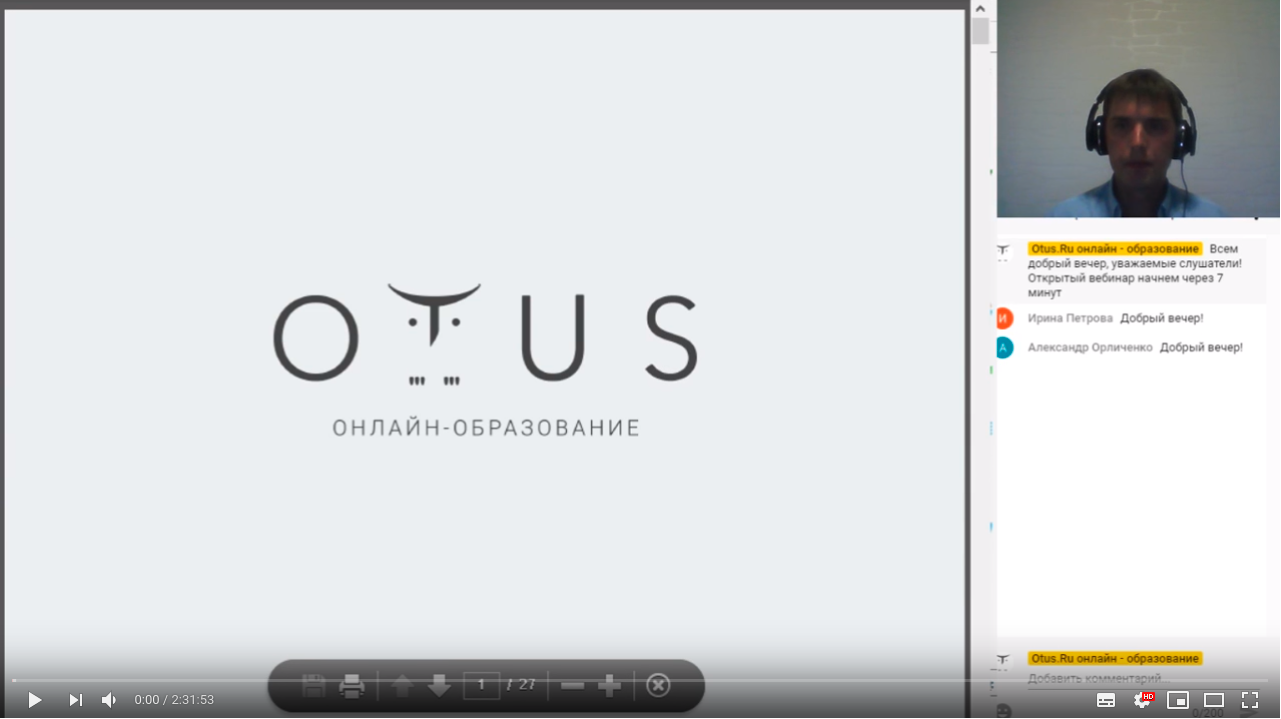 OTUS
ОНЛАЙН-ОБРАЗОВАНИЕ
Otus.Ru онлайн - образование Всем
добрый вечер, уважаемые слушатели!
Открытый вебинар начнем через 7
минут
И Ирина Петрова Добрый вечер!
А Александр Орличенко Добрый вечер!
Otus.Ru онлайн - образование
Добавить комментарий...
0/200
1 / 27
0:00 / 2:31:53
HD